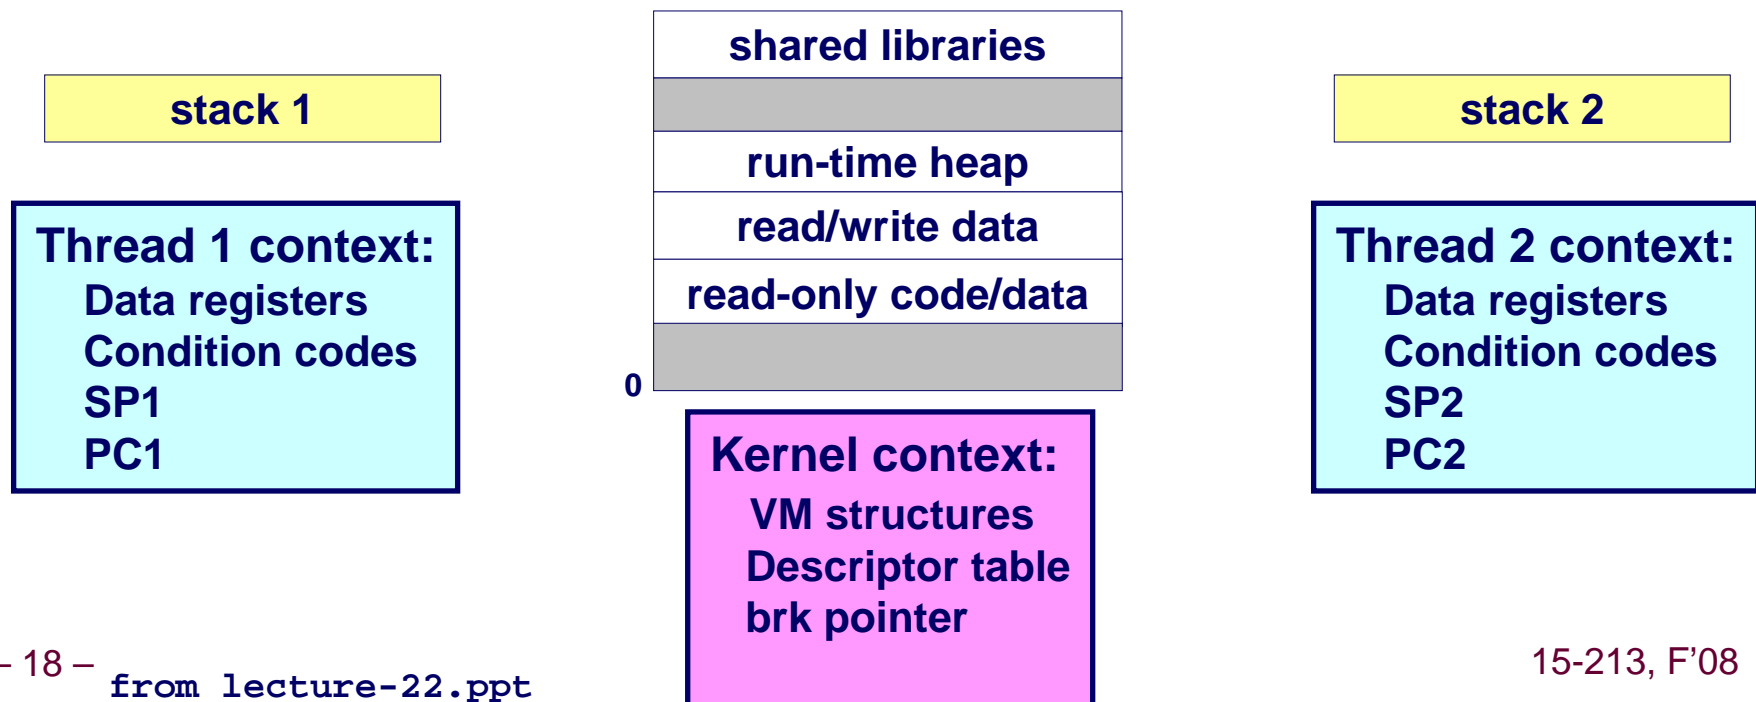 shared libraries
stack 1
stack 2
run-time heap
read/write data
read-only code/data
0
Thread 1 context:
Data registers
Condition codes
SP1
PC1
Thread 2 context:
Data registers
Condition codes
SP2
PC2
Kernel context:
VM structures
Descriptor table
brk pointer
– 18 –
from lecture-22.ppt
15-213, F’08